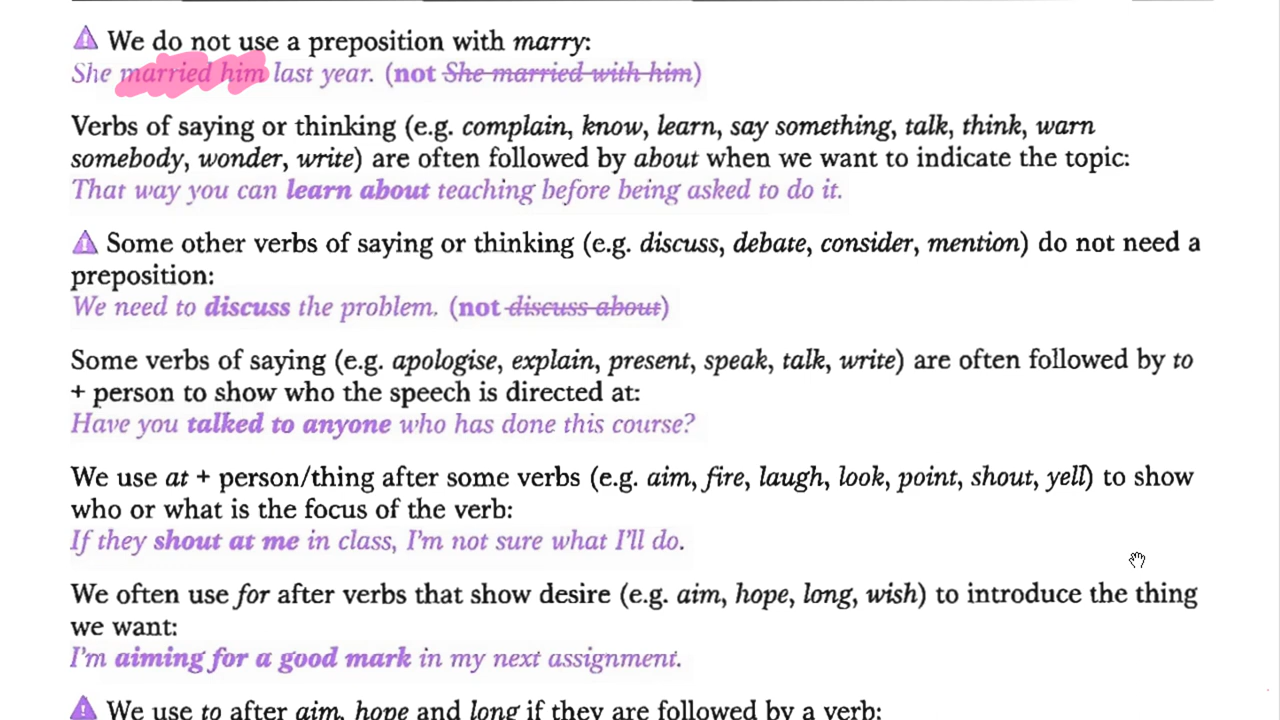 We do not use a preposition with marry:
She married him last year. (not She married with him)
Verbs of saying or thinking (e.g. complain, know, learn, say something, talk, think, warn
somebody, wonder, write) are often followed by about when we want to indicate the topic:
That way you can learn about teaching before being asked to do it.
Some other verbs of saying or thinking (e.g. discuss, debate, consider, mention) do not need a
preposition:
We need to discuss the problem. (not discuss about)
Some verbs of saying (e.g. apologise, explain, present, speak, talk, write) are often followed by to
+ person to show who the speech is directed at:
Have you talked to anyone who has done this course?
We use at + person/thing after some verbs (e.g. aim, fire, laugh, look, point, shout, yell) to show
who or what is the focus of the verb:
If they shout at me in class, I'm not sure what I'll do.
We often use for after verbs that show desire (e.g. aim, hope, long, wish) to introduce the thing
we want:
I'm aiming for a good mark in my next assignment.
We use to after aim, hope and long if they are followed by a verb: